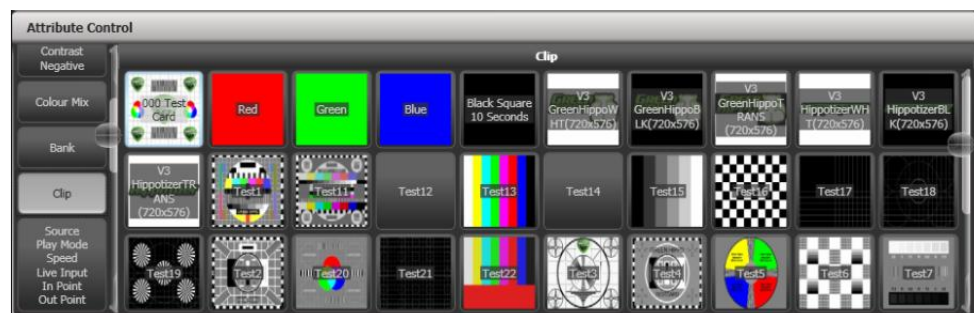 Attribute Control
Contrast
Negative
Colour Mix
Bank
Clip
Source
Play Mode
Speed
Live Input
In Point
Out Point
Clip
000 Test
Card
Red
Green
Blue
Black Square
10 Seconds
V3
GreenHippoW
HT(720x576)
V3
GreenHippoB
LK(720x576)
V3
GreenHippoT
RANS
(720x576)
V3
HippotizerWH
T(720x576)
V3
HippotizerBL
K(720x576)
V3
HippotizerTR
ANS
(720x576)
Test1
Test11
Test12
Test13
Test14
Test15
Test16
Test17
Test18
Test19
Test2
Test20
Test21
Test22
Test3
Test4
Test5
Test6
Test7